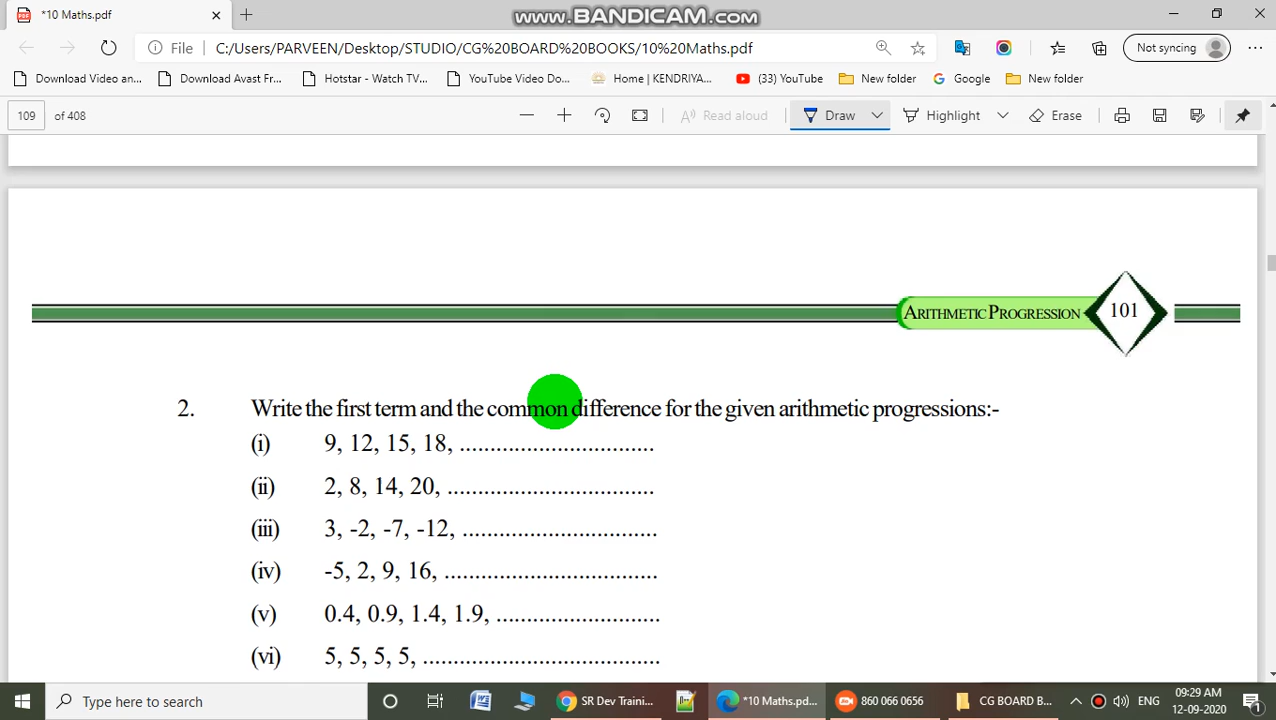 *10 Maths.pdf
www.BANDICAM.com
File C:/Users/PARVEEN/Desktop/STUDIO/CG%20BOARD%20BOOKS/10%20Maths.pdf
Not syncing
Download Video an...
Download Avast Fr...
Hotstar - Watch TV...
YouTube Video Do...
Home | KENDRIYA...
(33) YouTube
New folder
Google
New folder
109 of 408
Read aloud
Draw
Highlight
Erase
ARITHMETIC PROGRESSION 101
2. Write the first term and the common difference for the given arithmetic progressions:-
(i) 9, 12, 15, 18, ................................
(ii) 2, 8, 14, 20, ..................................
(iii) 3, -2, -7, -12, ................................
(iv) -5, 2, 9, 16, ...................................
(v) 0.4, 0.9, 1.4, 1.9, ...........................
(vi) 5, 5, 5, 5, .......................................
Type here to search
SR Dev Traini...
*10 Maths.pd...
860 066 0656
CG BOARD B...
ENG
09:29 AM
12-09-2020
1